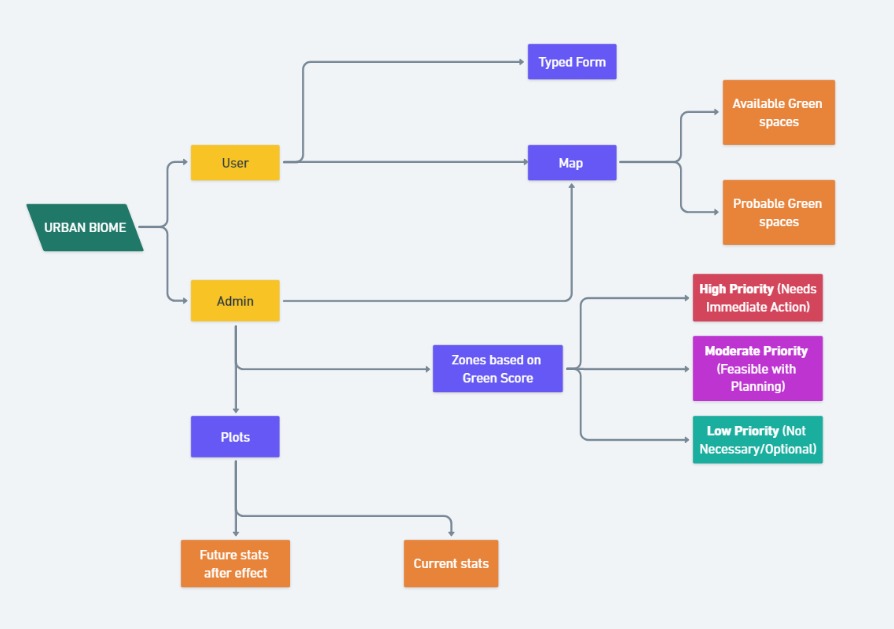 Typed Form
Available Green
spaces
User
Map
Probable Green
spaces
URBAN BIOME
Admin
High Priority (Needs
Immediate Action)
Zones based on
Green Score
Moderate Priority
(Feasible with
Planning)
Low Priority (Not
Necessary/Optional)
Plots
Future stats
after effect
Current stats